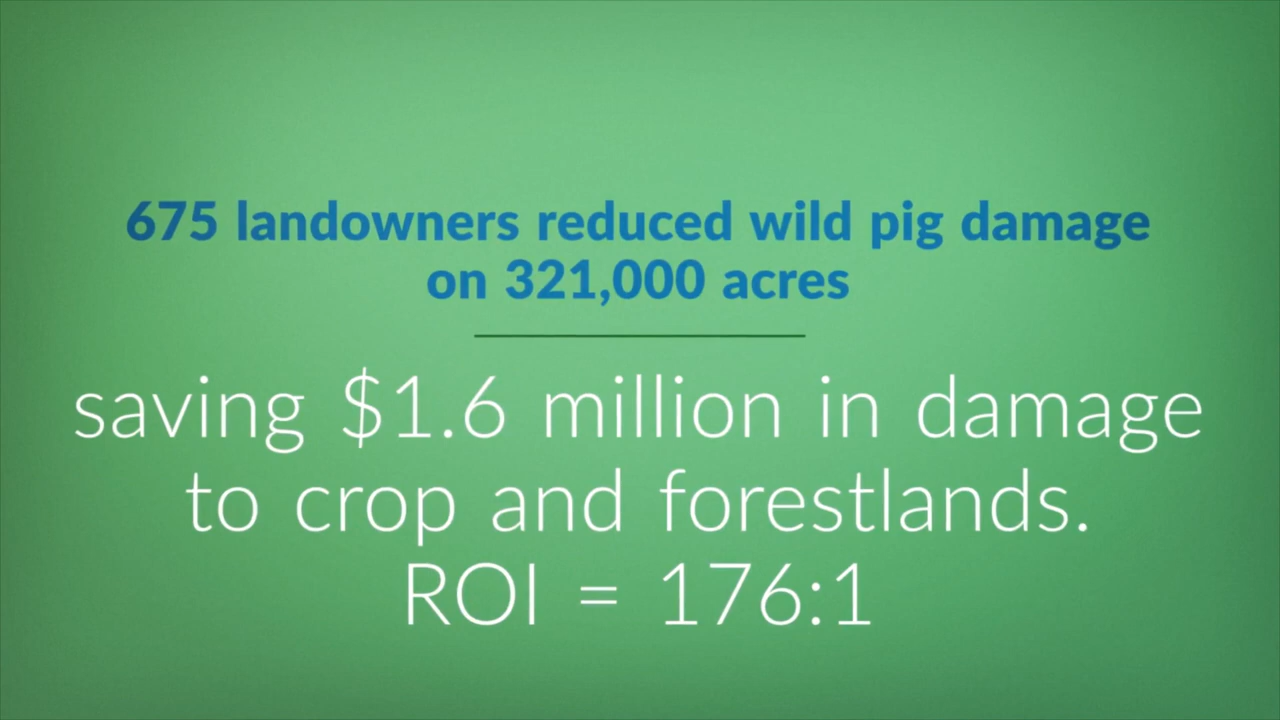 675 landowners reduced wild pig damage
on 321,000 acres
saving $1.6 million in damage
to crop and forestlands.
ROI = 176:1